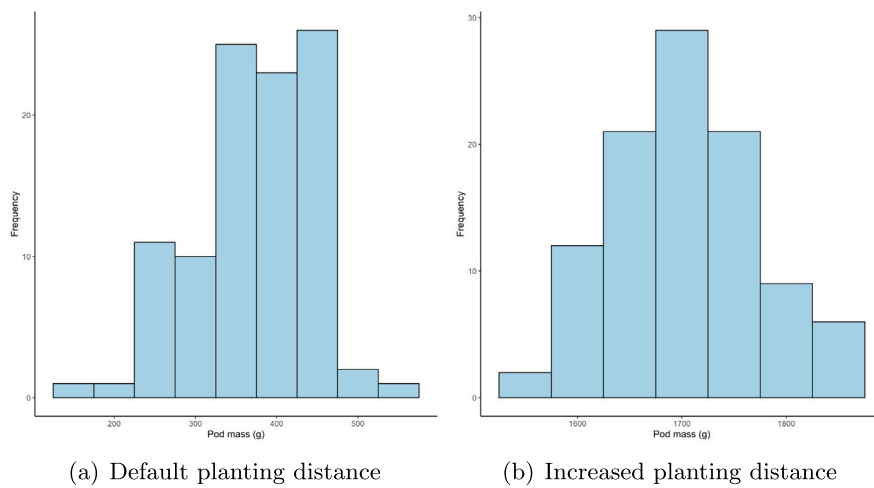 Frequency
20
10
0
200 300 400 500
Pod mass (g)
(a) Default planting distance
Frequency
30
20
10
0
1600 1700 1800
Pod mass (g)
(b) Increased planting distance